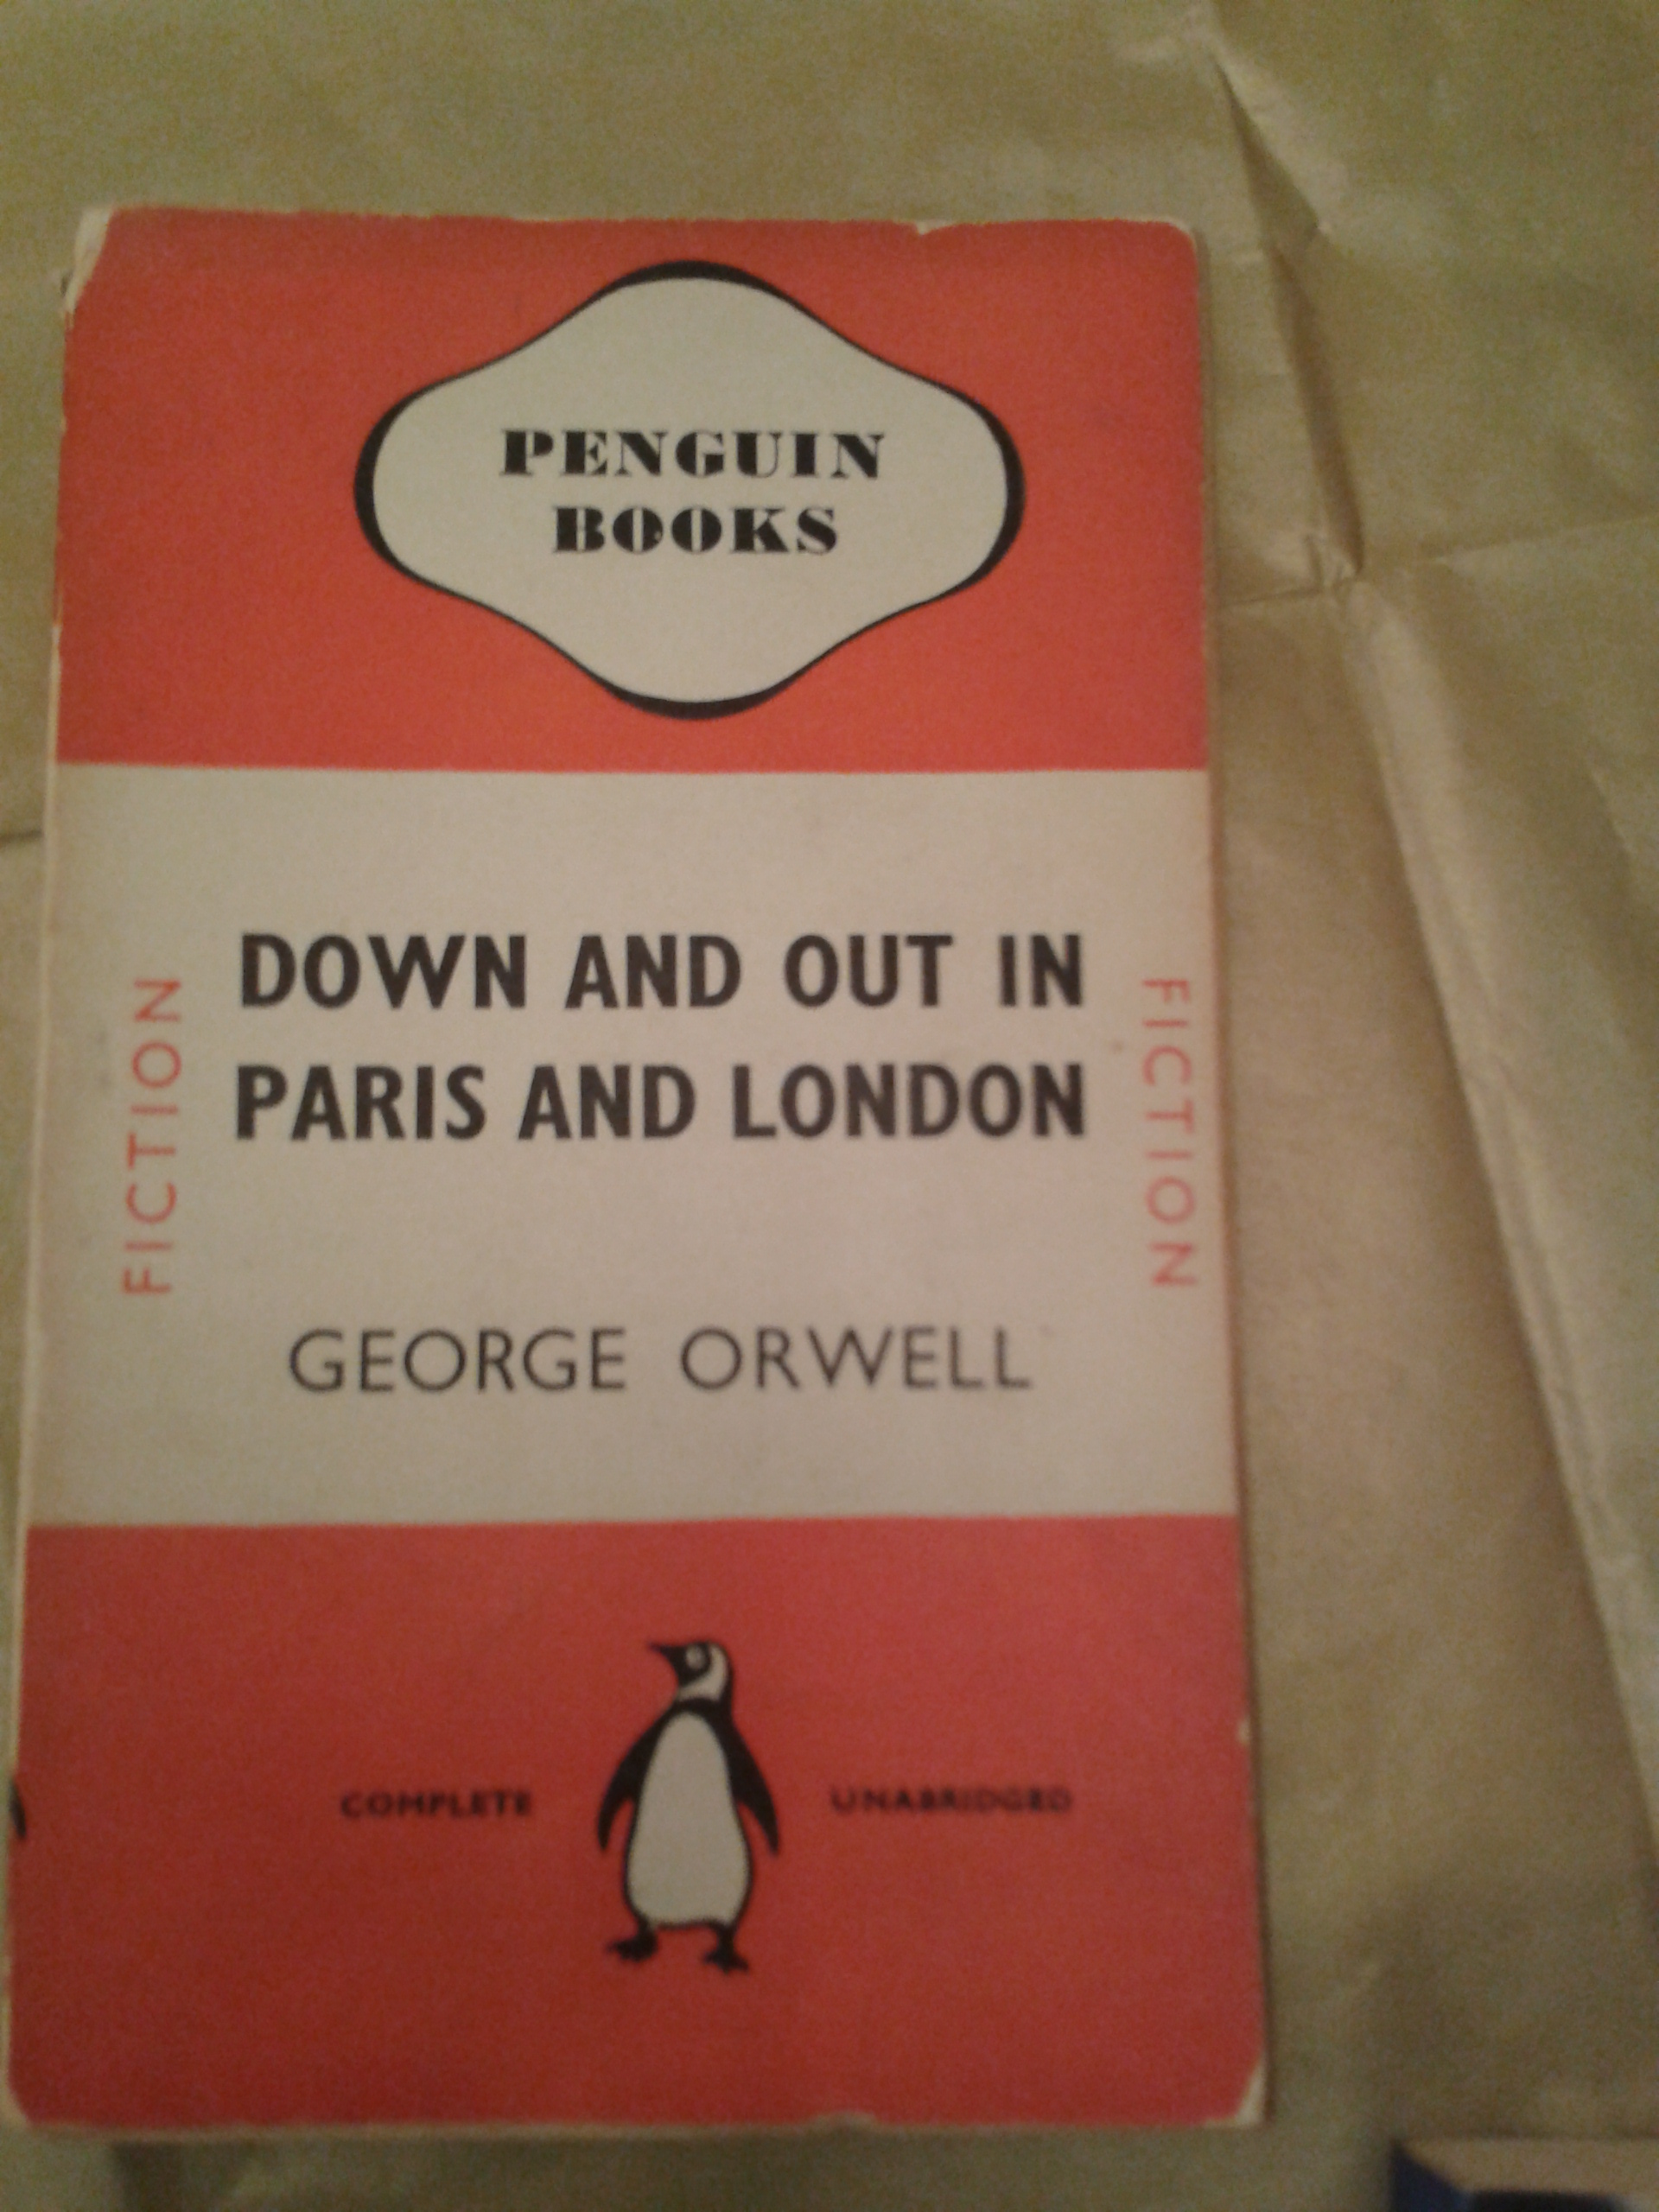 PENGUIN
BOOKS
FICTION
DOWN AND OUT IN
PARIS AND LONDON
FICTION
GEORGE ORWELL
COMPLETE
UNABRIDGED